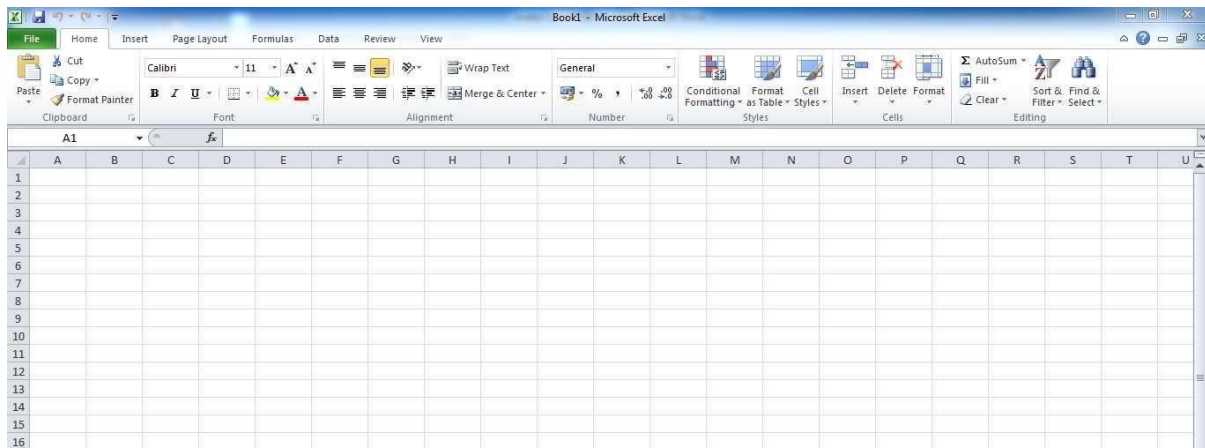 Book1 - Microsoft Excel
File Home Insert Page Layout Formulas Data Review View
Paste
Cut
Copy
Format Painter
Clipboard
Calibri 11 A A
B I U A
Font
Wrap Text
Merge & Center
Alignment
General
% , .00 .00
Number
Conditional Formatting
Format as Table
Cell Styles
Styles
Insert Delete Format
Cells
Σ AutoSum
Fill
Clear
Sort & Filter
Find & Select
Editing
A1 fx
A B C D E F G H I J K L M N O P Q R S T U
1
2
3
4
5
6
7
8
9
10
11
12
13
14
15
16